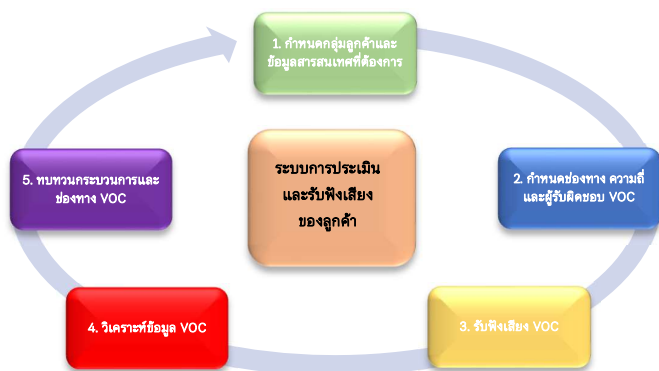 1. กำหนดกลุ่มลูกค้าและ
ข้อมูลสารสนเทศที่ต้องการ
2. กำหนดช่องทาง ความถี่
และผู้รับผิดชอบ VOC
3. รับฟังเสียง VOC
4. วิเคราะห์ข้อมูล VOC
5. ทบทวนกระบวนการและ
ช่องทาง VOC
ระบบการประเมิน
และรับฟังเสียง
ของลูกค้า